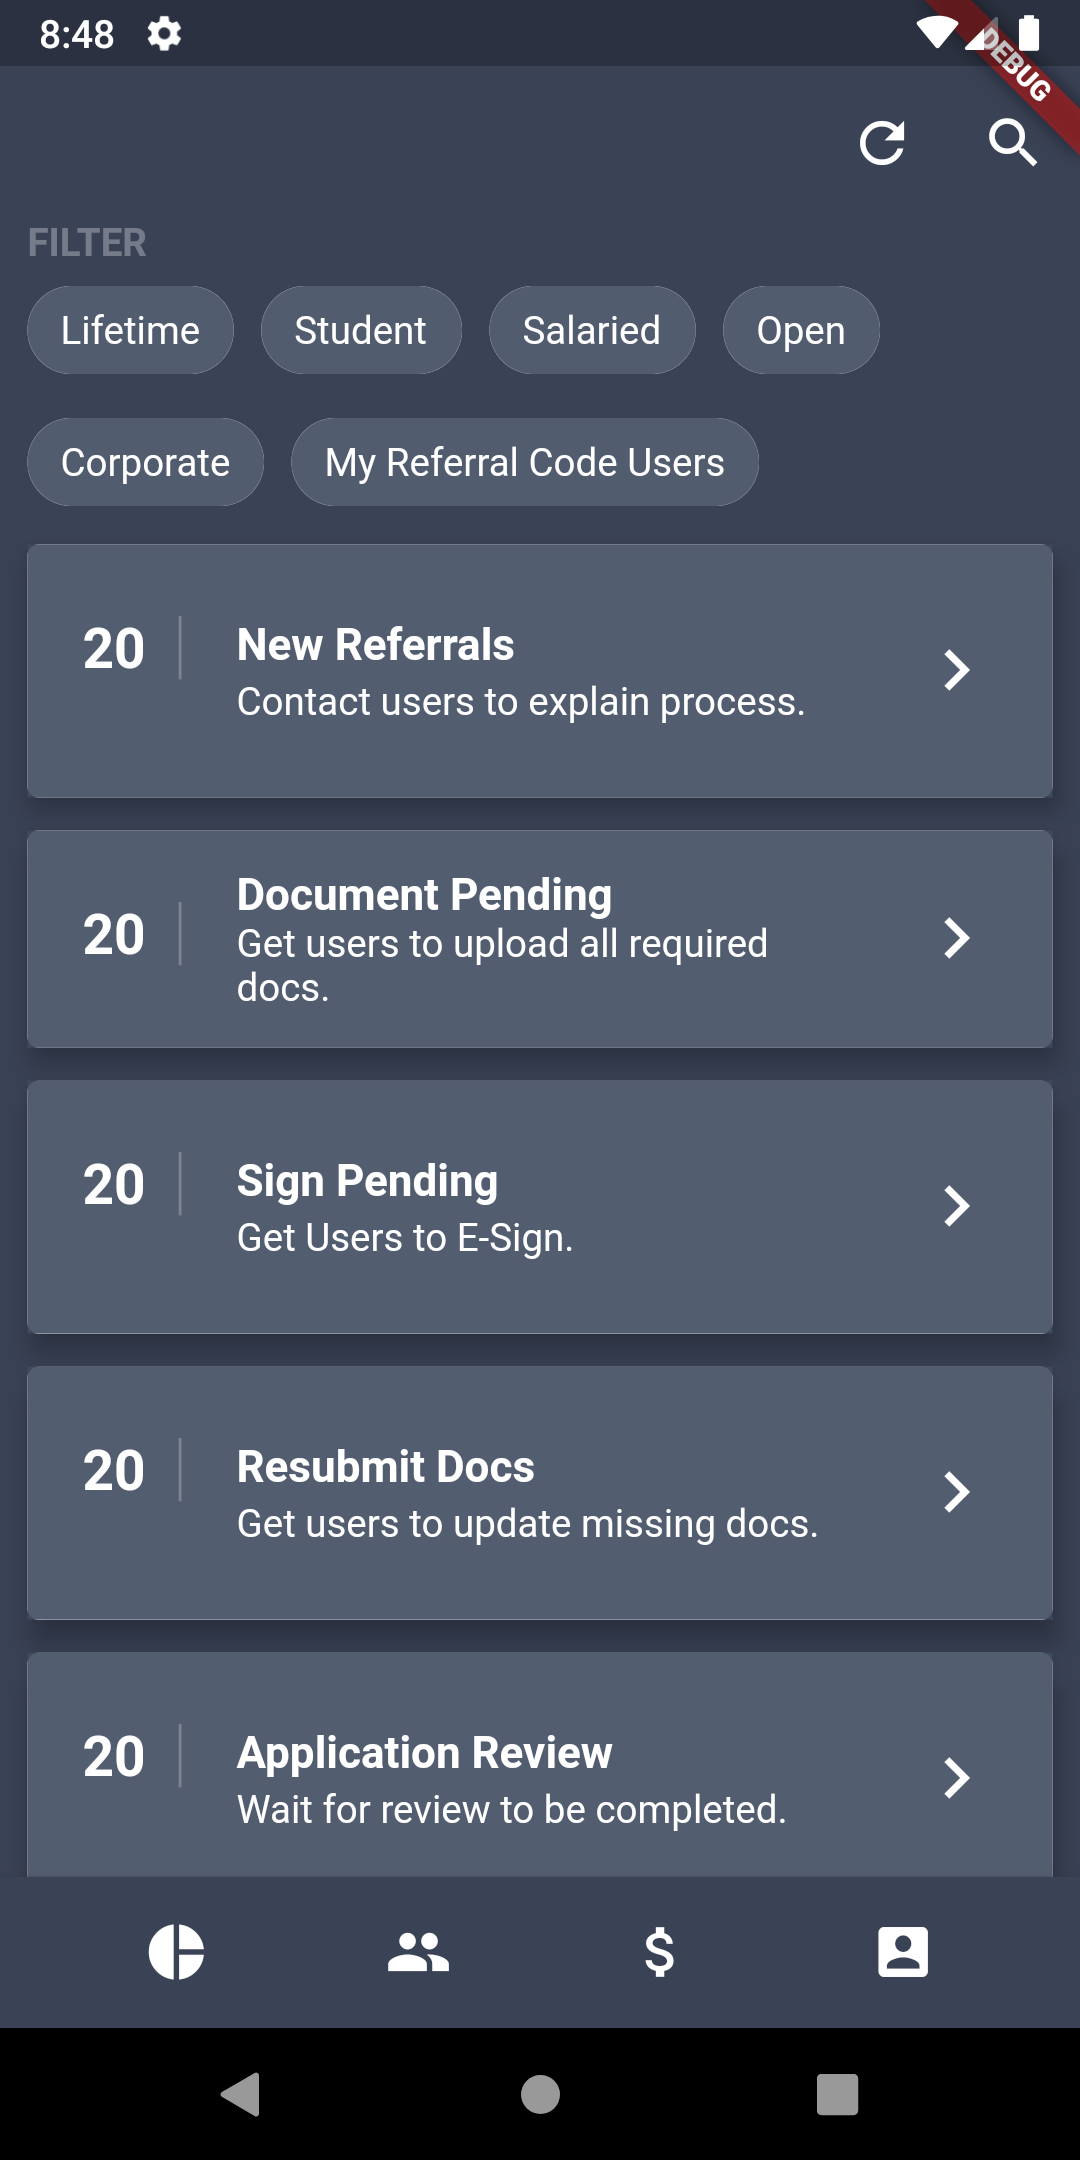 8:48
DEBUG
FILTER
Lifetime
Student
Salaried
Open
Corporate
My Referral Code Users
20
New Referrals
Contact users to explain process.
20
Document Pending
Get users to upload all required
docs.
20
Sign Pending
Get Users to E-Sign.
20
Resubmit Docs
Get users to update missing docs.
20
Application Review
Wait for review to be completed.
$